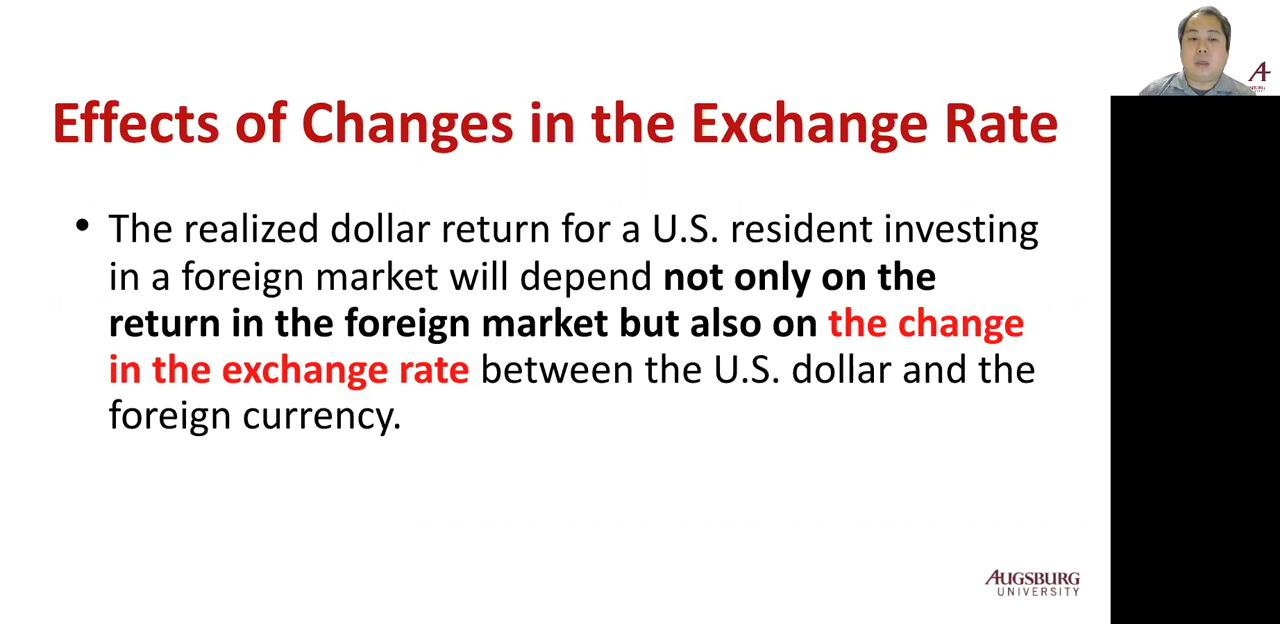 Effects of Changes in the Exchange Rate
• The realized dollar return for a U.S. resident investing
in a foreign market will depend not only on the
return in the foreign market but also on the change
in the exchange rate between the U.S. dollar and the
foreign currency.
AUGSBURG
UNIVERSITY